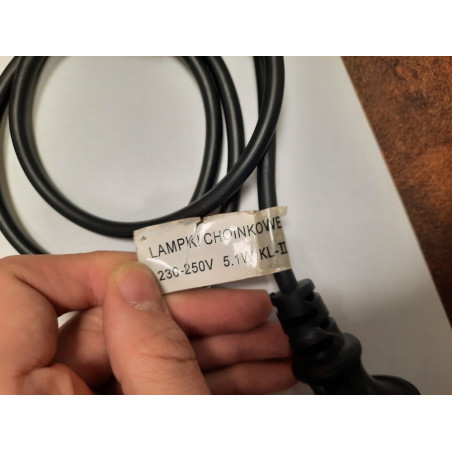 LAMPKI CHOINKOWE
230-250V 5.1W KL-II